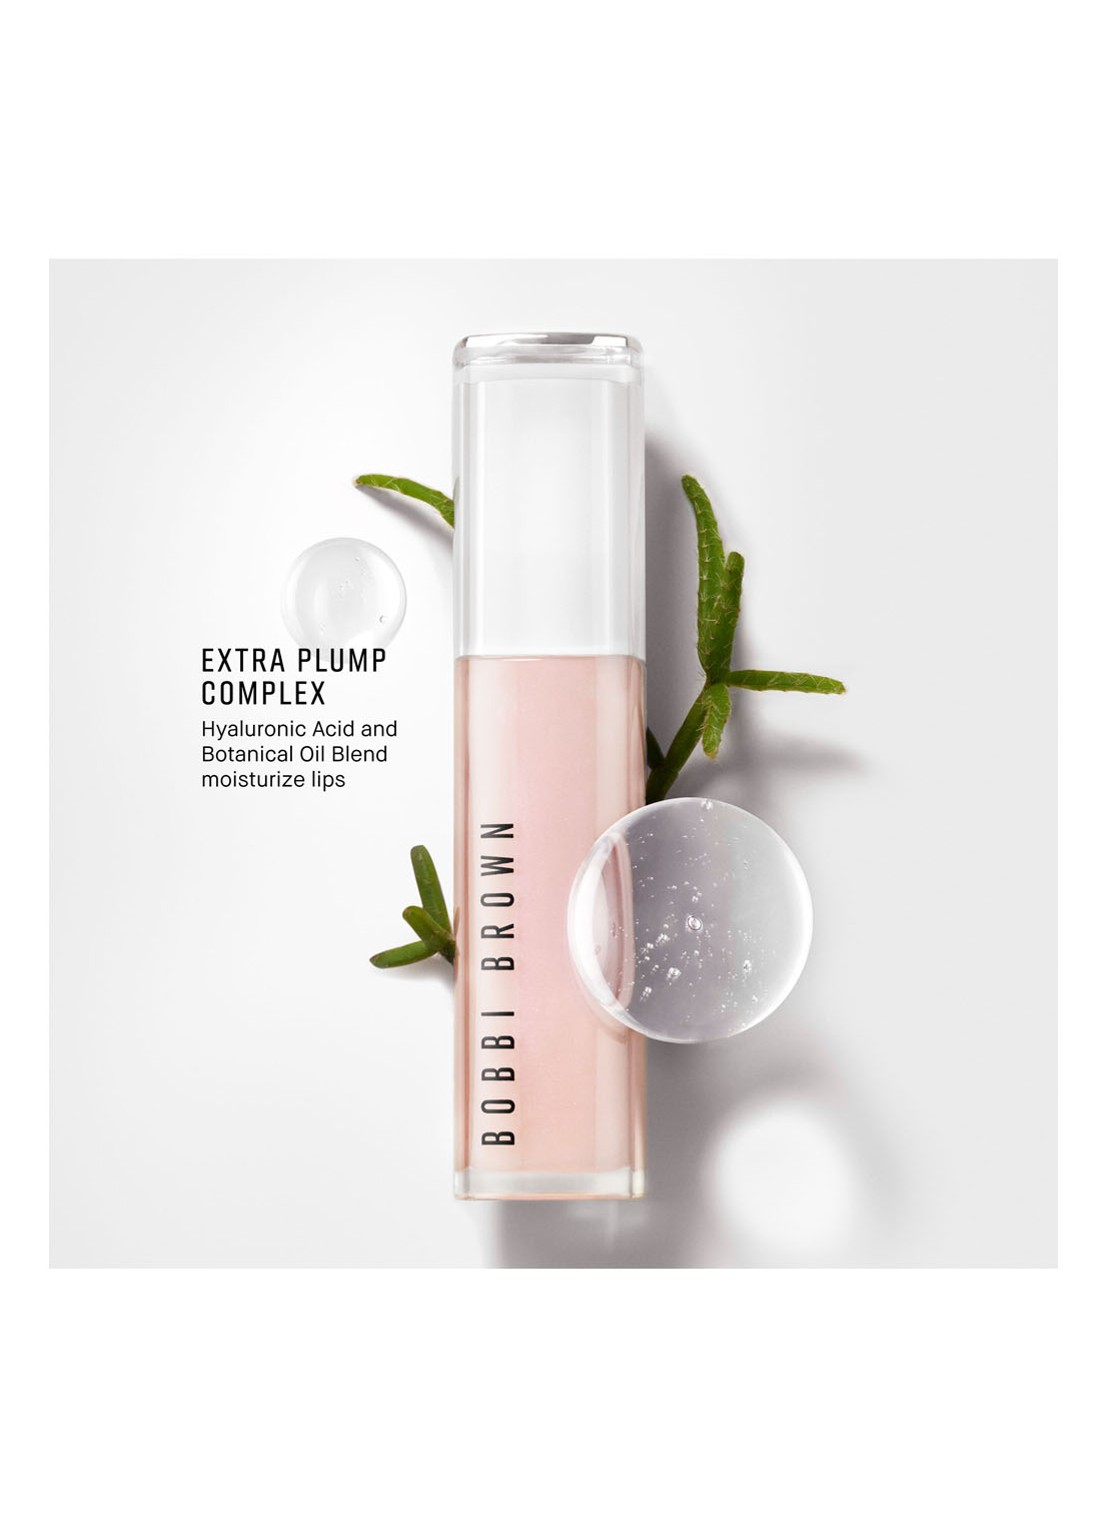 EXTRA PLUMP
COMPLEX
Hyaluronic Acid and
Botanical Oil Blend
moisturize lips
BOBBI BROWN